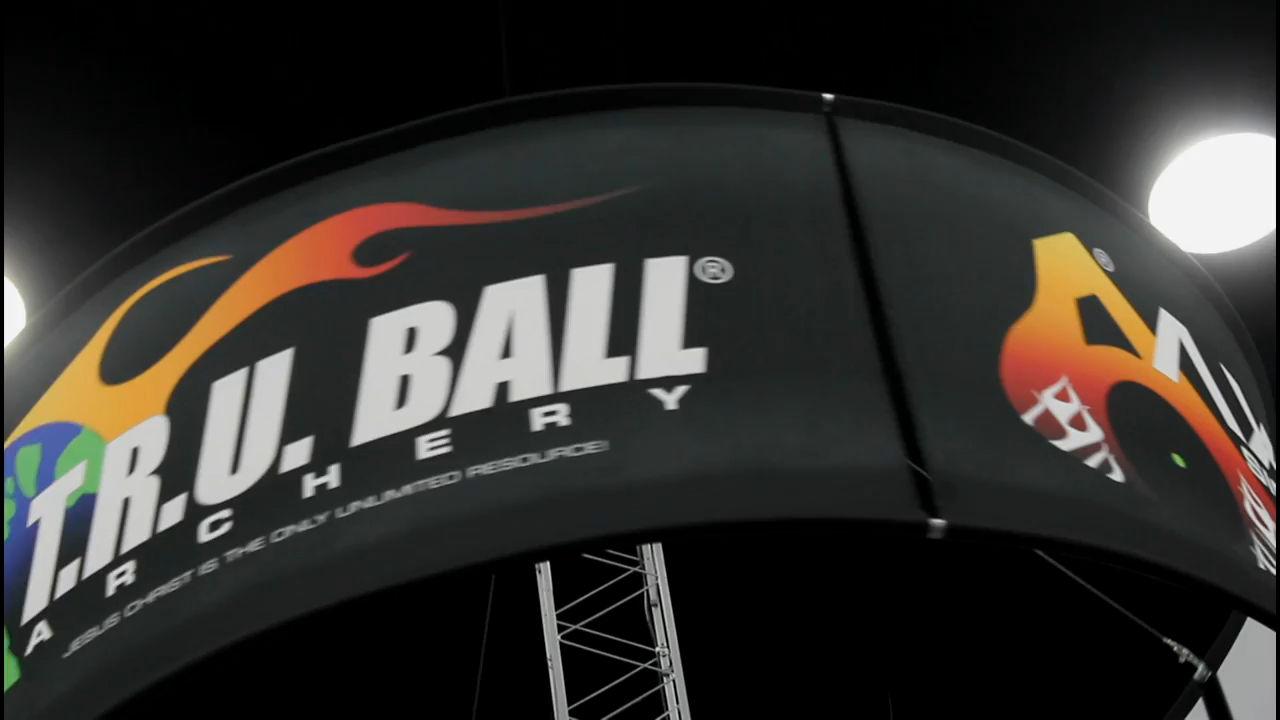 T.R.U. BALL®
ARCHERY
JESUS CHRIST IS THE ONLY UNLIMITED RESOURCE!
®